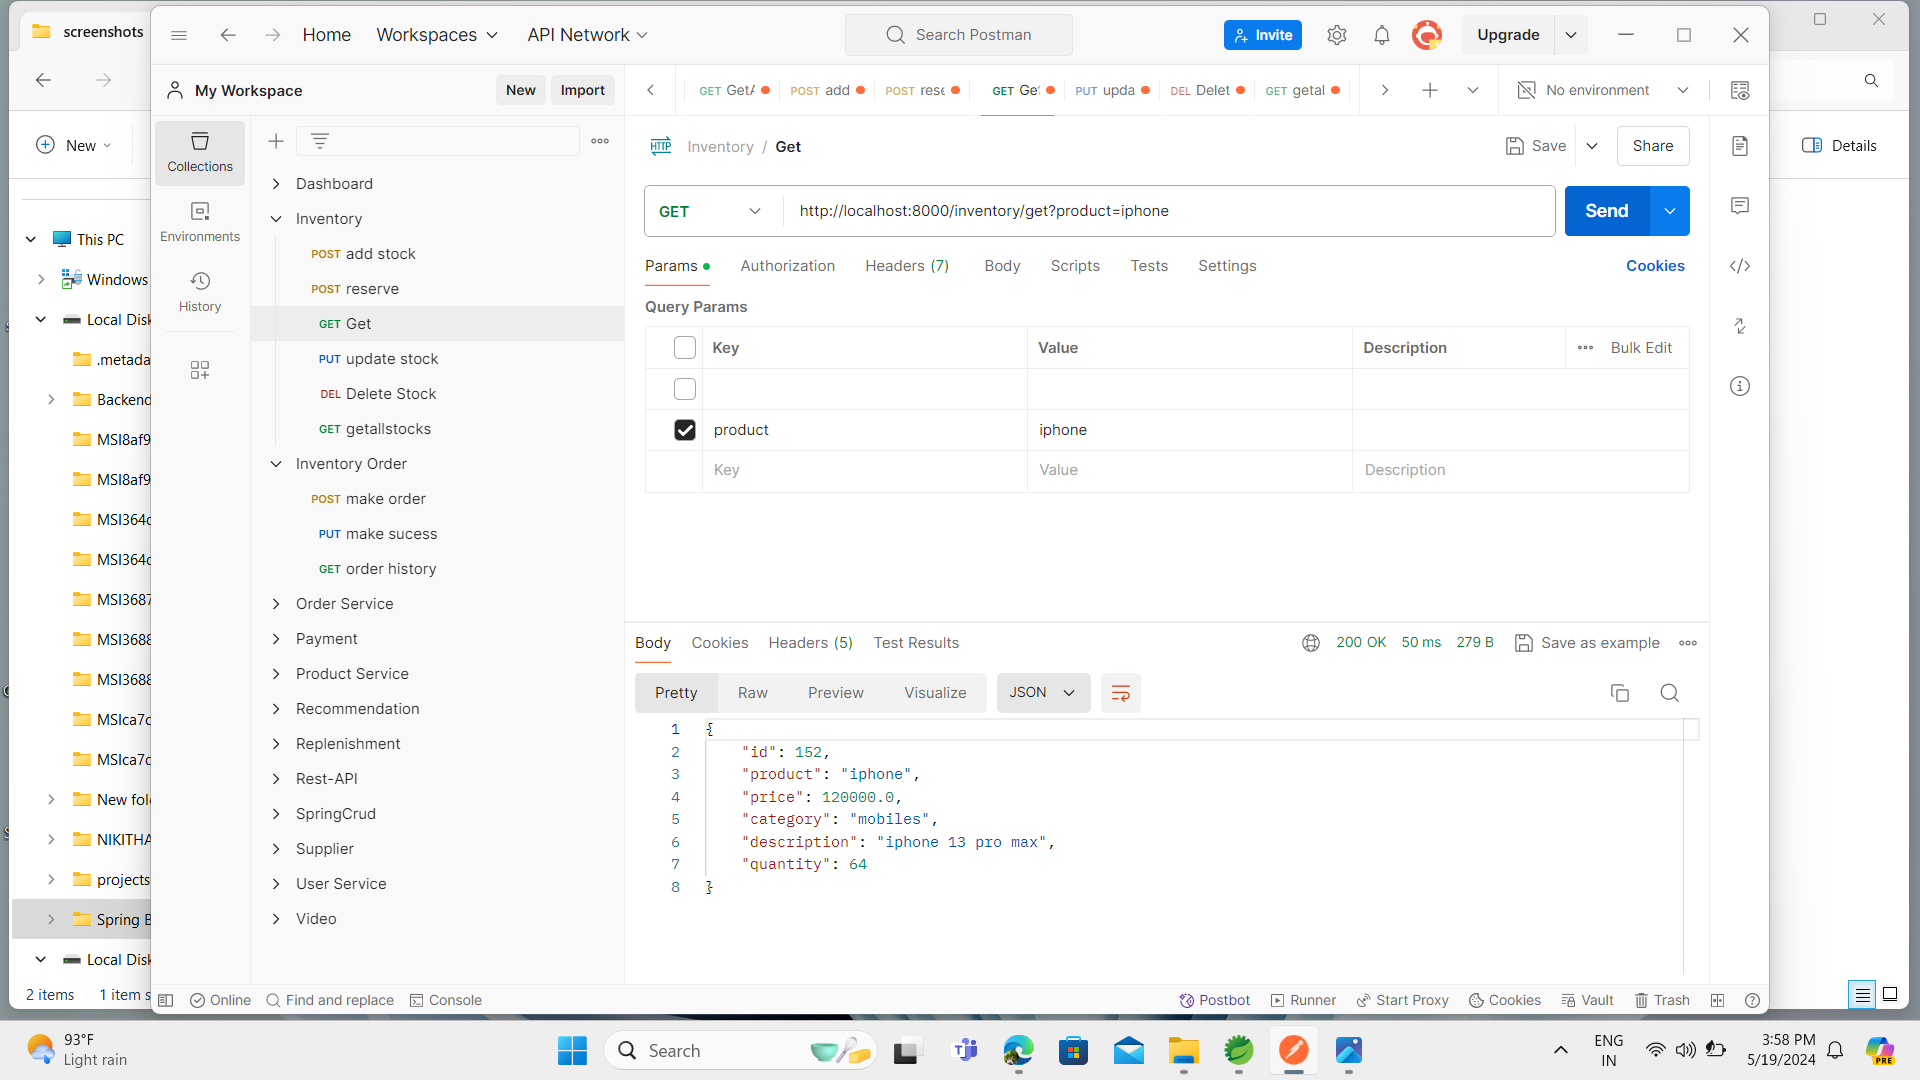 screenshots
New
Details
This PC
Windows
Local Disk
.metada
Backend
MSI8af9
MSI8af9
MSI364c
MSI364c
MSI3687
MSI3688
MSI3688
MSIca7c
MSIca7c
New fol
NIKITHA
projects
Spring B
Local Disk
2 items 1 item s
Home Workspaces API Network
Search Postman
Invite
Upgrade
My Workspace
New Import
GET GetA POST add POST rese GET Ge PUT upda DEL Delet GET getal
No environment
Collections
Environments
History
Dashboard
Inventory
POST add stock
POST reserve
GET Get
PUT update stock
DEL Delete Stock
GET getallstocks
Inventory Order
POST make order
PUT make sucess
GET order history
Order Service
Payment
Product Service
Recommendation
Replenishment
Rest-API
SpringCrud
Supplier
User Service
Video
HTTP Inventory / Get
Save Share
GET http://localhost:8000/inventory/get?product=iphone Send
Params Authorization Headers (7) Body Scripts Tests Settings Cookies
Query Params
Key Value Description Bulk Edit
product iphone
Key Value Description
Body Cookies Headers (5) Test Results 200 OK 50 ms 279 B Save as example
Pretty Raw Preview Visualize JSON
1 {
2 "id": 152,
3 "product": "iphone",
4 "price": 120000.0,
5 "category": "mobiles",
6 "description": "iphone 13 pro max",
7 "quantity": 64
8 }
Online Find and replace Console Postbot Runner Start Proxy Cookies Vault Trash
93°F
Light rain
Search
ENG
IN
3:58 PM
5/19/2024
PRE